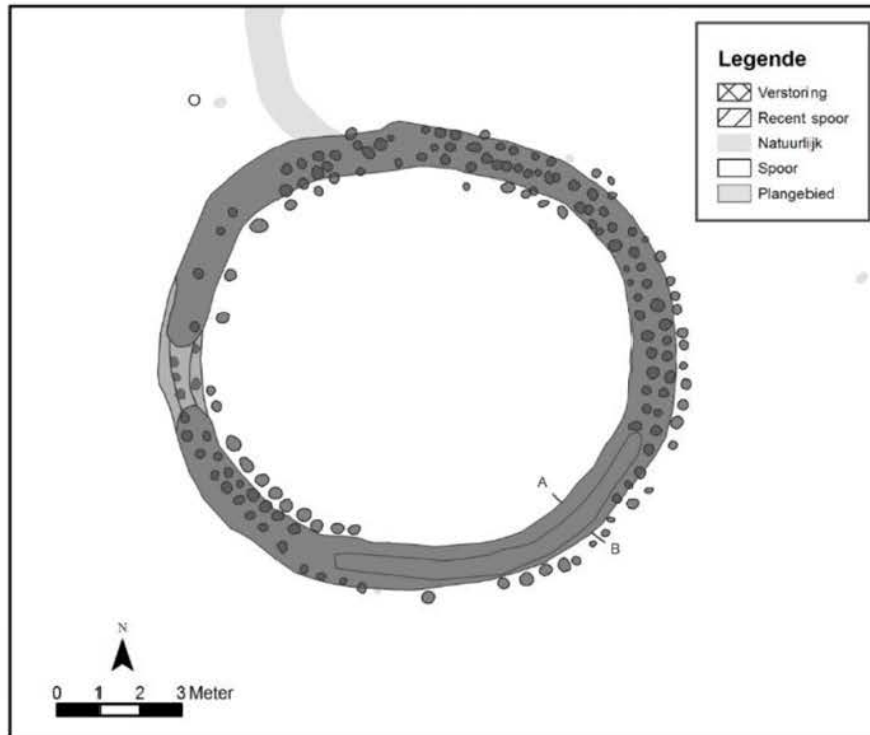 Legende
Verstoring
Recent spoor
Natuurlijk
Spoor
Plangebied
A
B
N
0 1 2 3 Meter